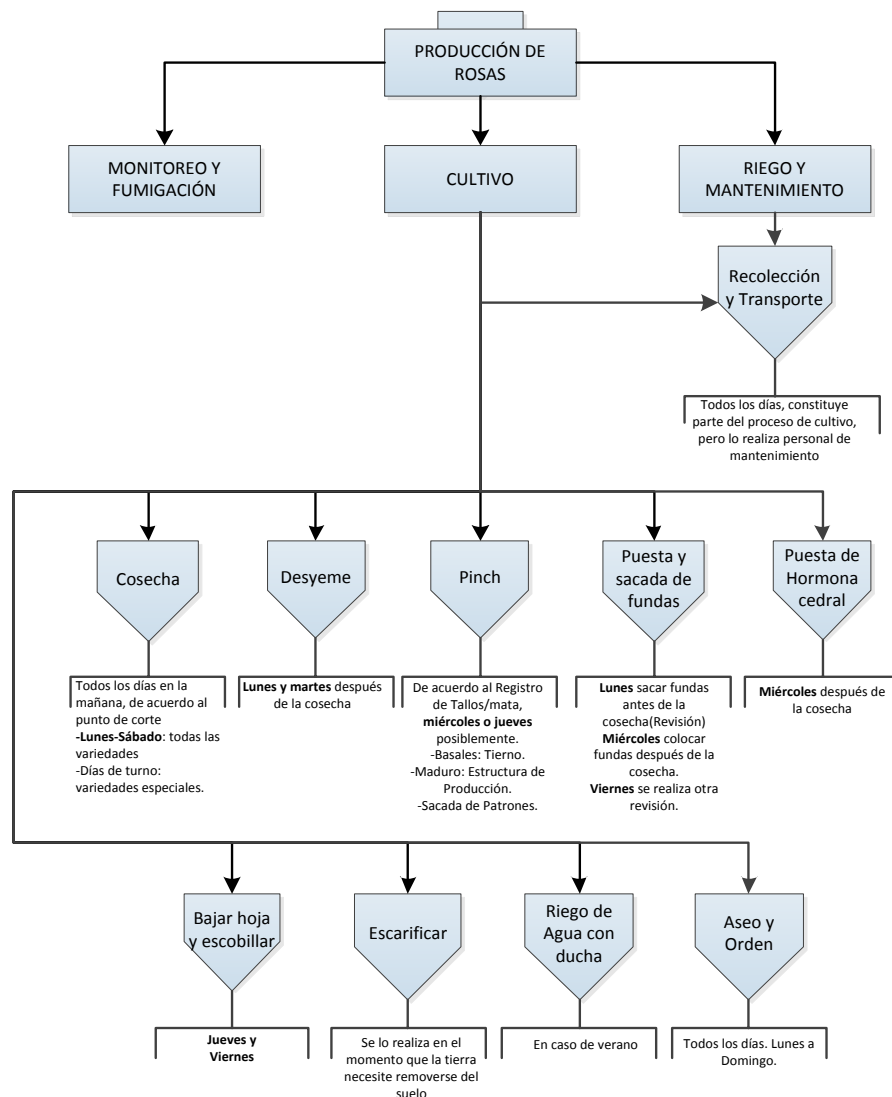 PRODUCCIÓN DE
ROSAS
MONITOREO Y
FUMIGACIÓN
CULTIVO
RIEGO Y
MANTENIMIENTO
Recolección
y Transporte
Todos los días, constituye
parte del proceso de cultivo,
pero lo realiza personal de
mantenimiento
Cosecha
Desyeme
Pinch
Puesta y
sacada de
fundas
Puesta de
Hormona
cedral
Todos los días en la
mañana, de acuerdo al
punto de corte
-Lunes-Sábado: todas las
variedades
-Días de turno:
variedades especiales.
Lunes y martes después
de la cosecha
De acuerdo al Registro
de Tallos/mata,
miércoles o jueves
posiblemente.
-Basales: Tierno.
-Maduro: Estructura de
Producción.
-Sacada de Patrones.
Lunes sacar fundas
antes de la
cosecha(Revisión)
Miércoles colocar
fundas después de la
cosecha.
Viernes se realiza otra
revisión.
Miércoles después de
la cosecha
Bajar hoja
y escobillar
Escarificar
Riego de
Agua con
ducha
Aseo y
Orden
Jueves y
Viernes
Se lo realiza en el
momento que la tierra
necesite removerse del
suelo
En caso de verano
Todos los días. Lunes a
Domingo.